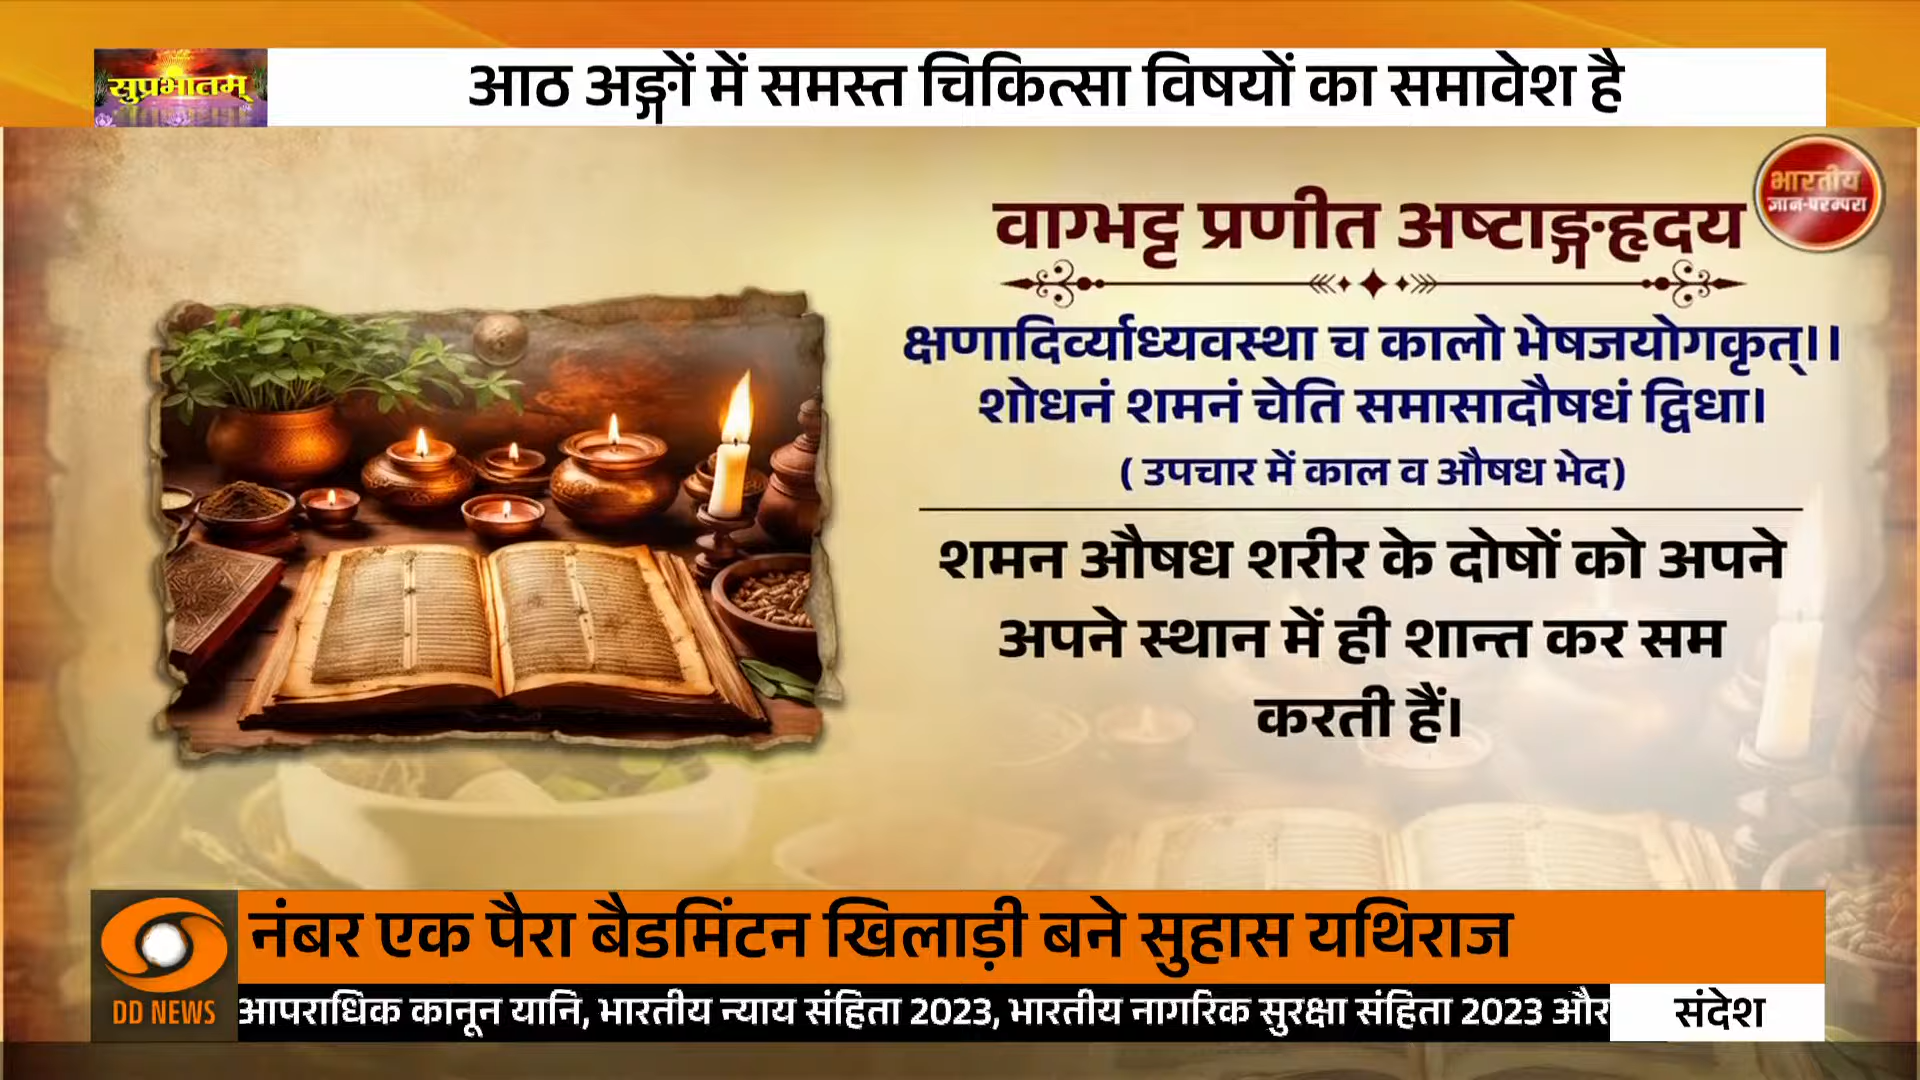 सुप्रभातम्
आठ अङ्गों में समस्त चिकित्सा विषयों का समावेश है
भारतीय
ज्ञान-परम्परा
वाग्भट्ट प्रणीत अष्टाङ्गहृदय
क्षणादिर्व्याध्यवस्था च कालो भेषजयोगकृत्।।
शोधनं शमनं चेति समासादौषधं द्विधा।
( उपचार में काल व औषध भेद)
शमन औषध शरीर के दोषों को अपने
अपने स्थान में ही शान्त कर सम
करती हैं।
नंबर एक पैरा बैडमिंटन खिलाड़ी बने सुहास यथिराज
DD NEWS
आपराधिक कानून यानि, भारतीय न्याय संहिता 2023, भारतीय नागरिक सुरक्षा संहिता 2023 और
संदेश